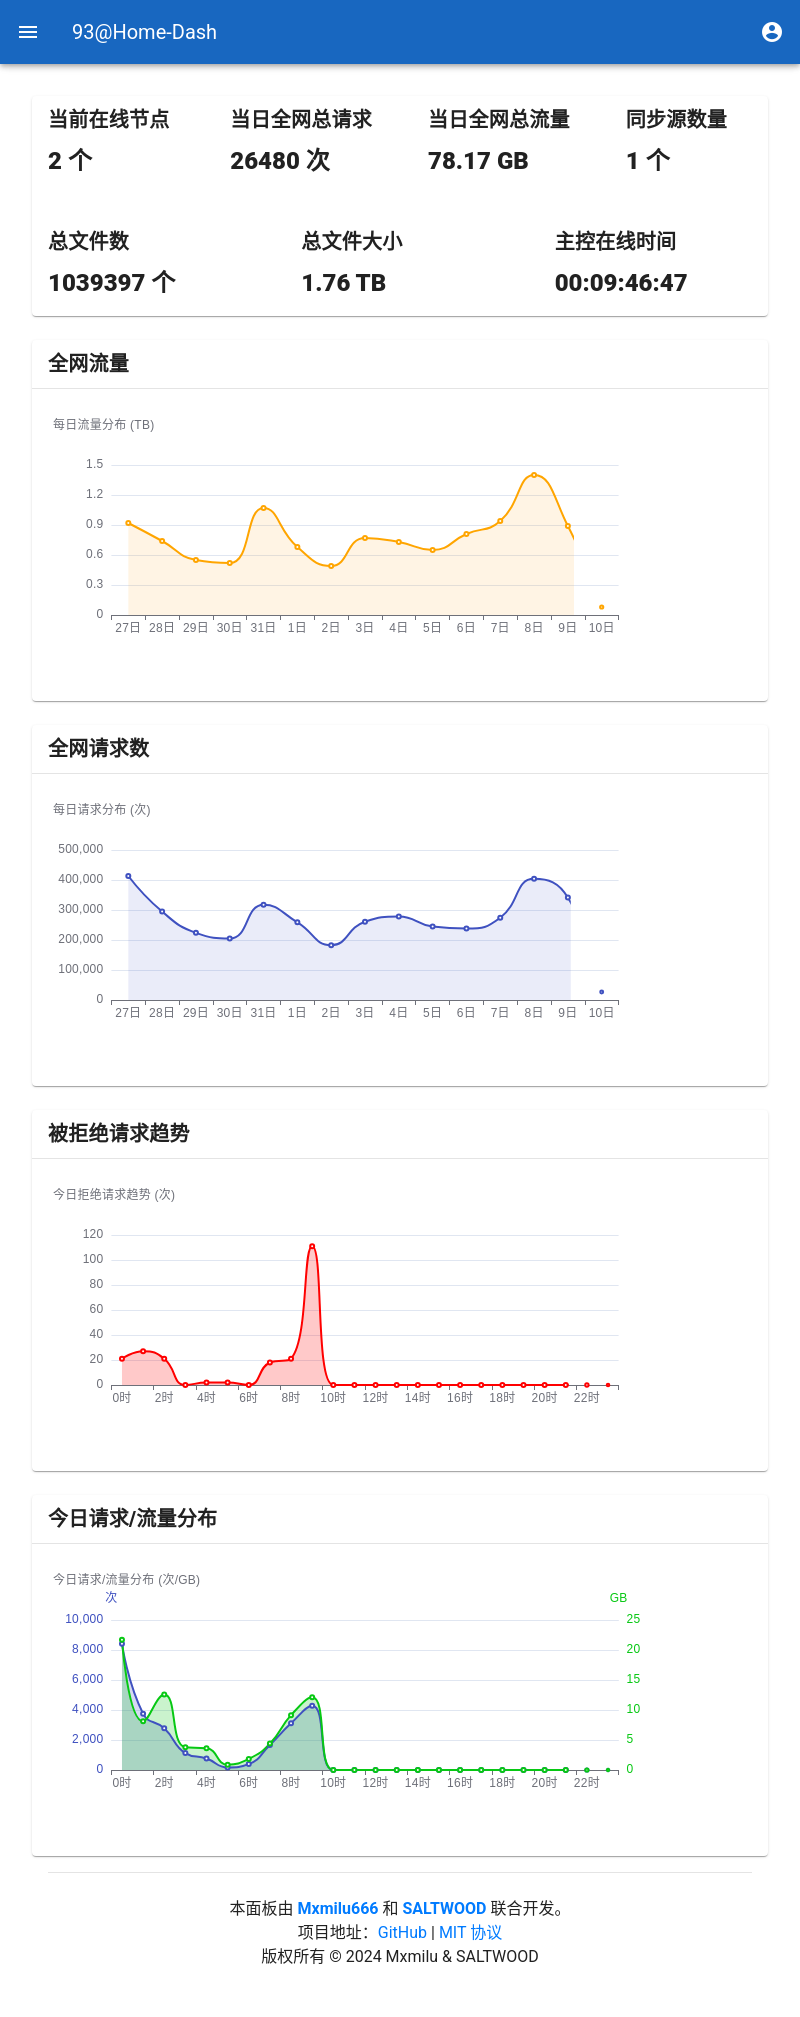 93@Home-Dash
当前在线节点 当日全网总请求 当日全网总流量 同步源数量
2 个 26480 次 78.17 GB 1 个
总文件数 总文件大小 主控在线时间
1039397 个 1.76 TB 00:09:46:47
全网流量
每日流量分布 (TB)
1.5
1.2
0.9
0.6
0.3
0
27日 28日 29日 30日 31日 1日 2日 3日 4日 5日 6日 7日 8日 9日 10日
全网请求数
每日请求分布 (次)
500,000
400,000
300,000
200,000
100,000
0
27日 28日 29日 30日 31日 1日 2日 3日 4日 5日 6日 7日 8日 9日 10日
被拒绝请求趋势
今日拒绝请求趋势 (次)
120
100
80
60
40
20
0
0时 2时 4时 6时 8时 10时 12时 14时 16时 18时 20时 22时
今日请求/流量分布
今日请求/流量分布 (次/GB)
次 GB
10,000 25
8,000 20
6,000 15
4,000 10
2,000 5
0 0
0时 2时 4时 6时 8时 10时 12时 14时 16时 18时 20时 22时
本面板由 Mxmilu666 和 SALTWOOD 联合开发。
项目地址：GitHub | MIT 协议
版权所有 © 2024 Mxmilu & SALTWOOD